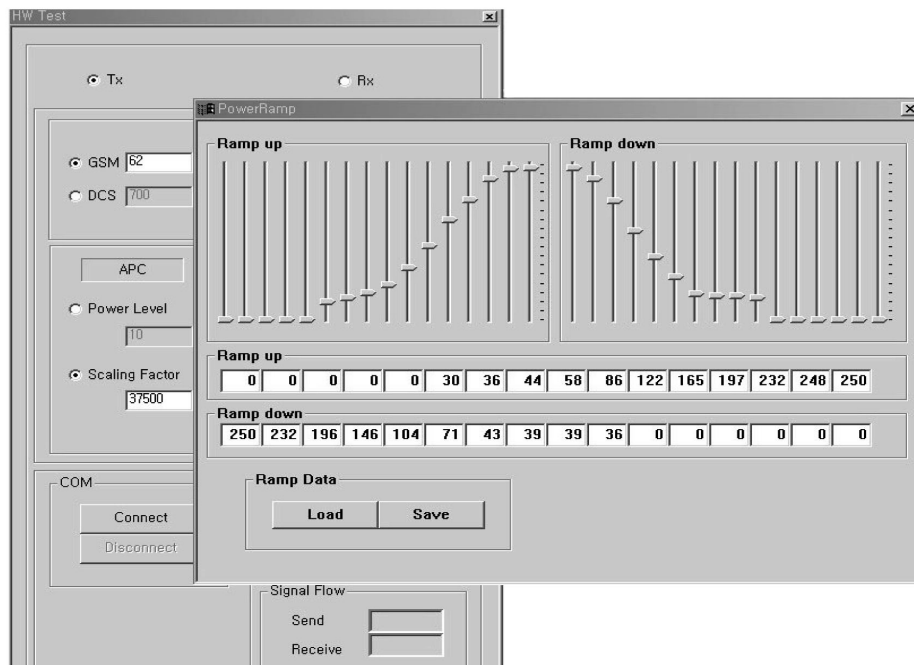 HW Test
Tx
Rx
GSM 62
DCS 700
APC
Power Level
10
Scaling Factor
37500
COM
Connect
Disconnect
Signal Flow
Send
Receive
PowerRamp
Ramp up
Ramp down
Ramp up
0 0 0 0 0 30 36 44 58 86 122 165 197 232 248 250
Ramp down
250 232 196 146 104 71 43 39 39 36 0 0 0 0 0 0
Ramp Data
Load Save